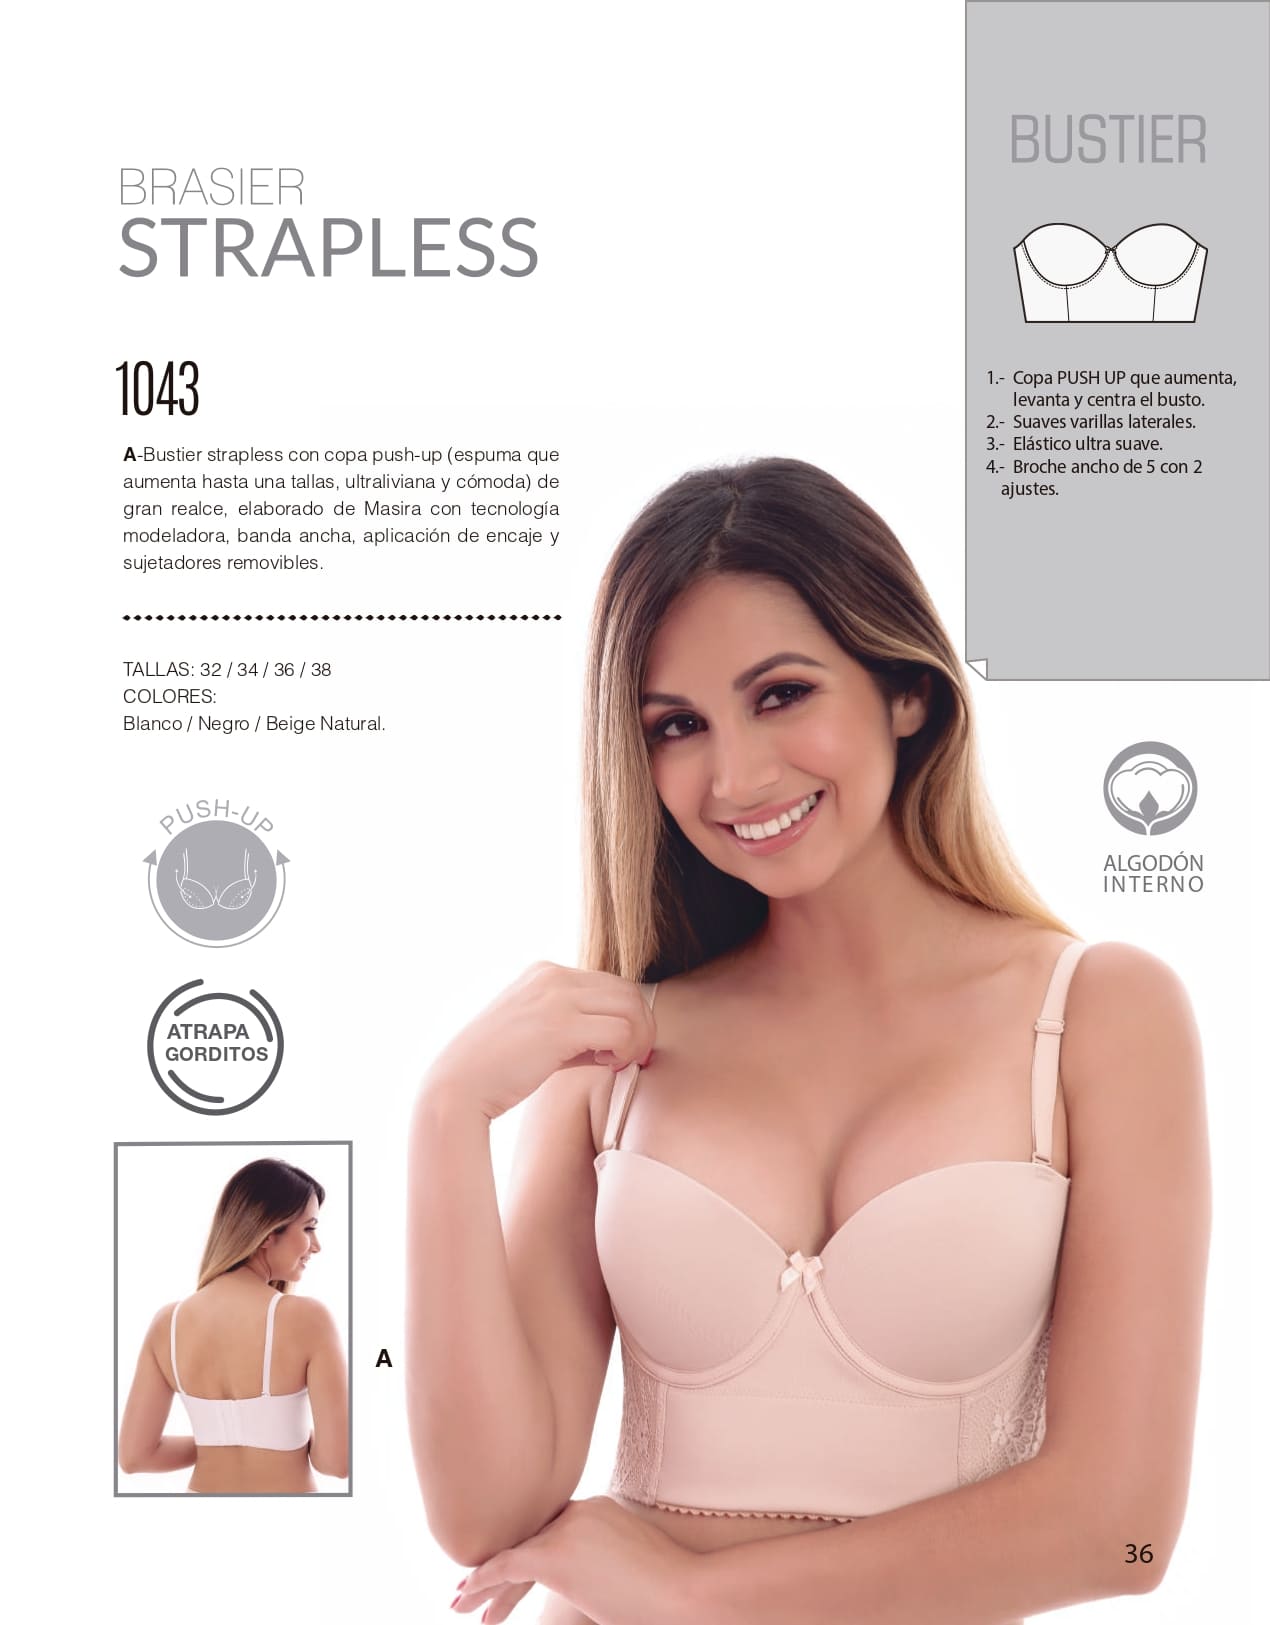 BRASIER
STRAPLESS
1043
A-Bustier strapless con copa push-up (espuma que
aumenta hasta una tallas, ultraliviana y cómoda) de
gran realce, elaborado de Masira con tecnología
modeladora, banda ancha, aplicación de encaje y
sujetadores removibles.
TALLAS: 32 / 34 / 36 / 38
COLORES:
Blanco / Negro / Beige Natural.
PUSH-UP
ATRAPA
GORDITOS
A
BUSTIER
1.- Copa PUSH UP que aumenta,
levanta y centra el busto.
2.- Suaves varillas laterales.
3.- Elástico ultra suave.
4.- Broche ancho de 5 con 2
ajustes.
ALGODÓN
INTERNO
36